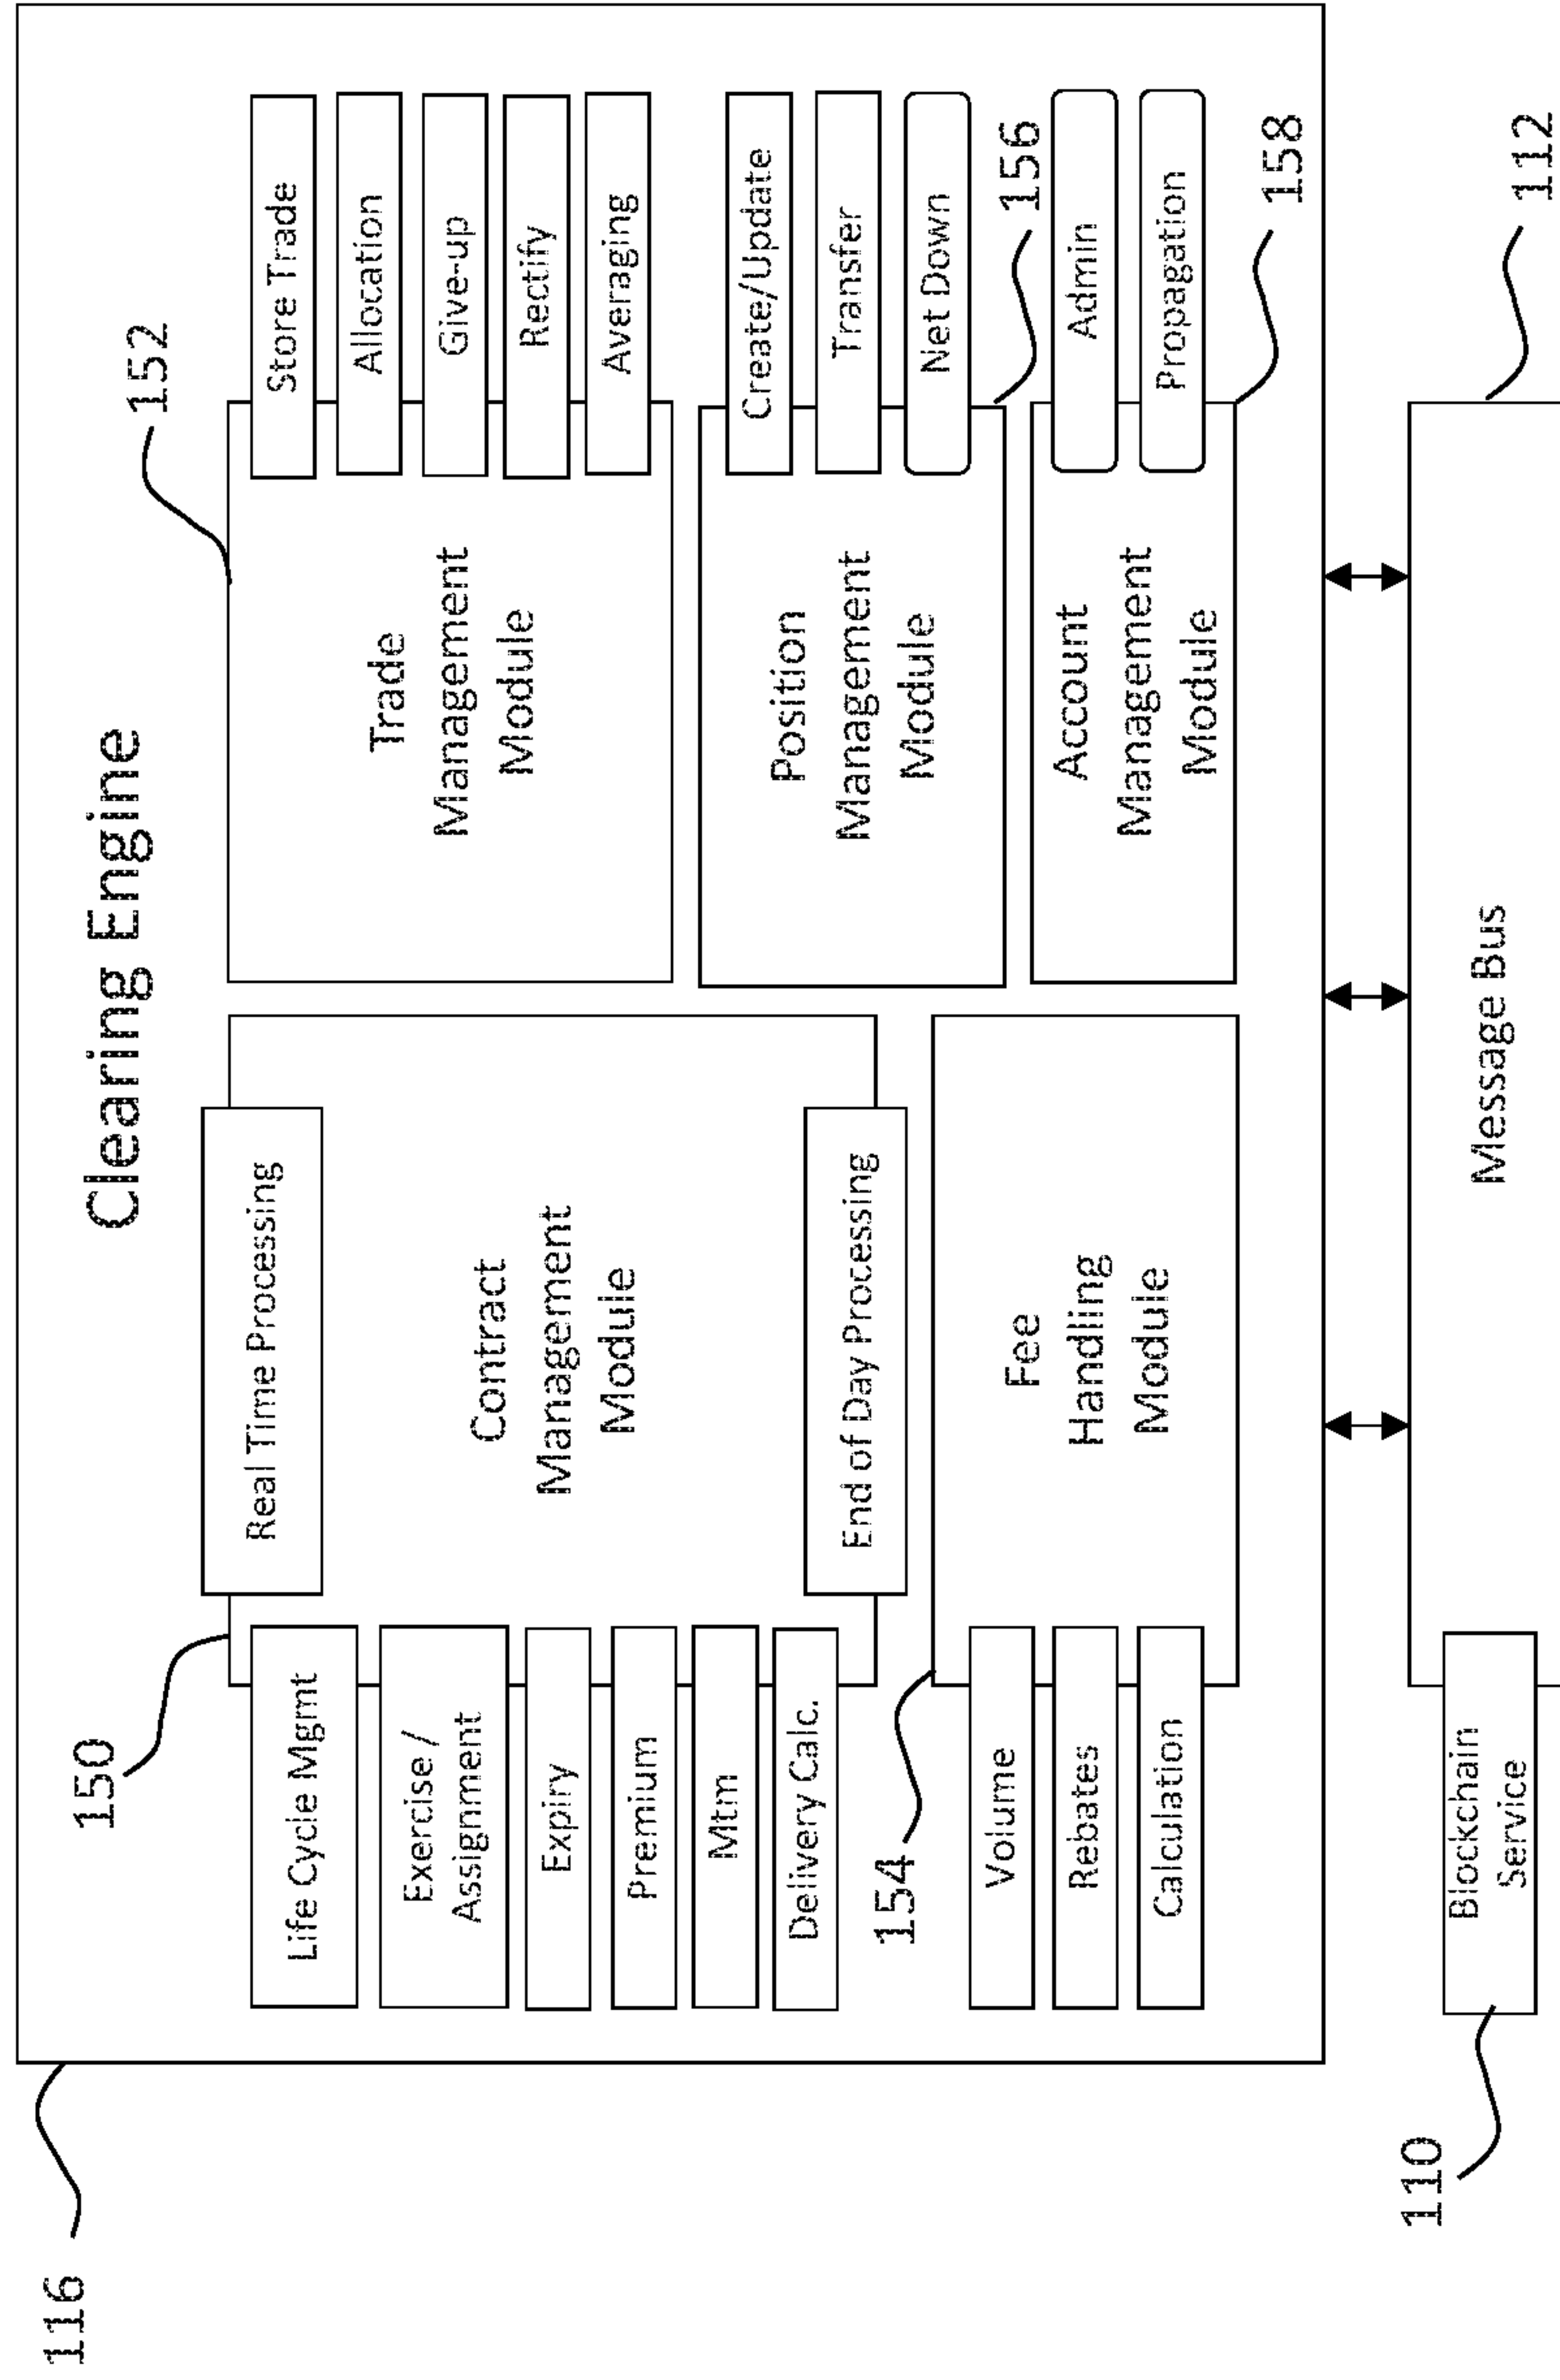 116
Clearing Engine
150
152
Real Time Processing
Life Cycle Mgmt
Exercise /
Assignment
Expiry
Premium
Mtm
Delivery Calc.
Contract
Management
Module
End of Day Processing
Trade
Management
Module
Store Trade
Allocation
Give-up
Rectify
Averaging
Position
Management
Module
Create/Update
Transfer
Net Down
156
154
Volume
Rebates
Calculation
Fee
Handling
Module
Account
Management
Module
Admin
Propagation
158
110
Blockchain
Service
Message Bus
112